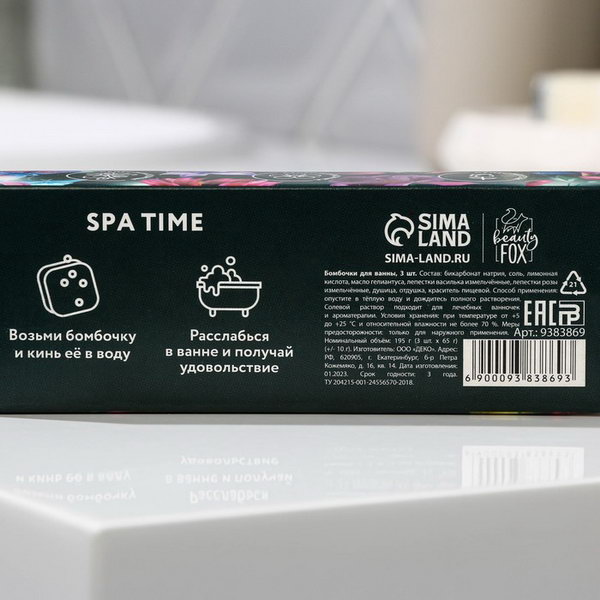 SPA TIME
Возьми бомбочку
и кинь её в воду
Расслабься
в ванне и получай
удовольствие
SIMA
LAND
SIMA-LAND.RU
beauty
FOX
Бомбочки для ванны, 3 шт. Состав: бикарбонат натрия, соль, лимонная
кислота, масло гелиантуса, лепестки василька измельчённые, лепестки розы
измельчённые, душица, отдушка, краситель пищевой. Способ применения:
опустите в тёплую воду и дождитесь полного растворения.
Солевой раствор подходит для лечебных ванночек
и ароматерапии. Условия хранения: при температуре от +5
до +25 °С и относительной влажности не более 70 %. Меры
предосторожности: только для наружного применения.
Номинальный объём: 195 г (3 шт. х 65 г)
(+/- 10 г). Изготовитель: ООО «ДЕКО». Адрес:
РФ, 620905, г. Екатеринбург, б-р Петра
Кожемяко, д. 16, кв. 14. Дата изготовления:
01.2023. Срок годности: 3 года.
ТУ 204215-001-24556570-2018.
21
EAC
Арт.: 9383869
6 900093 838693